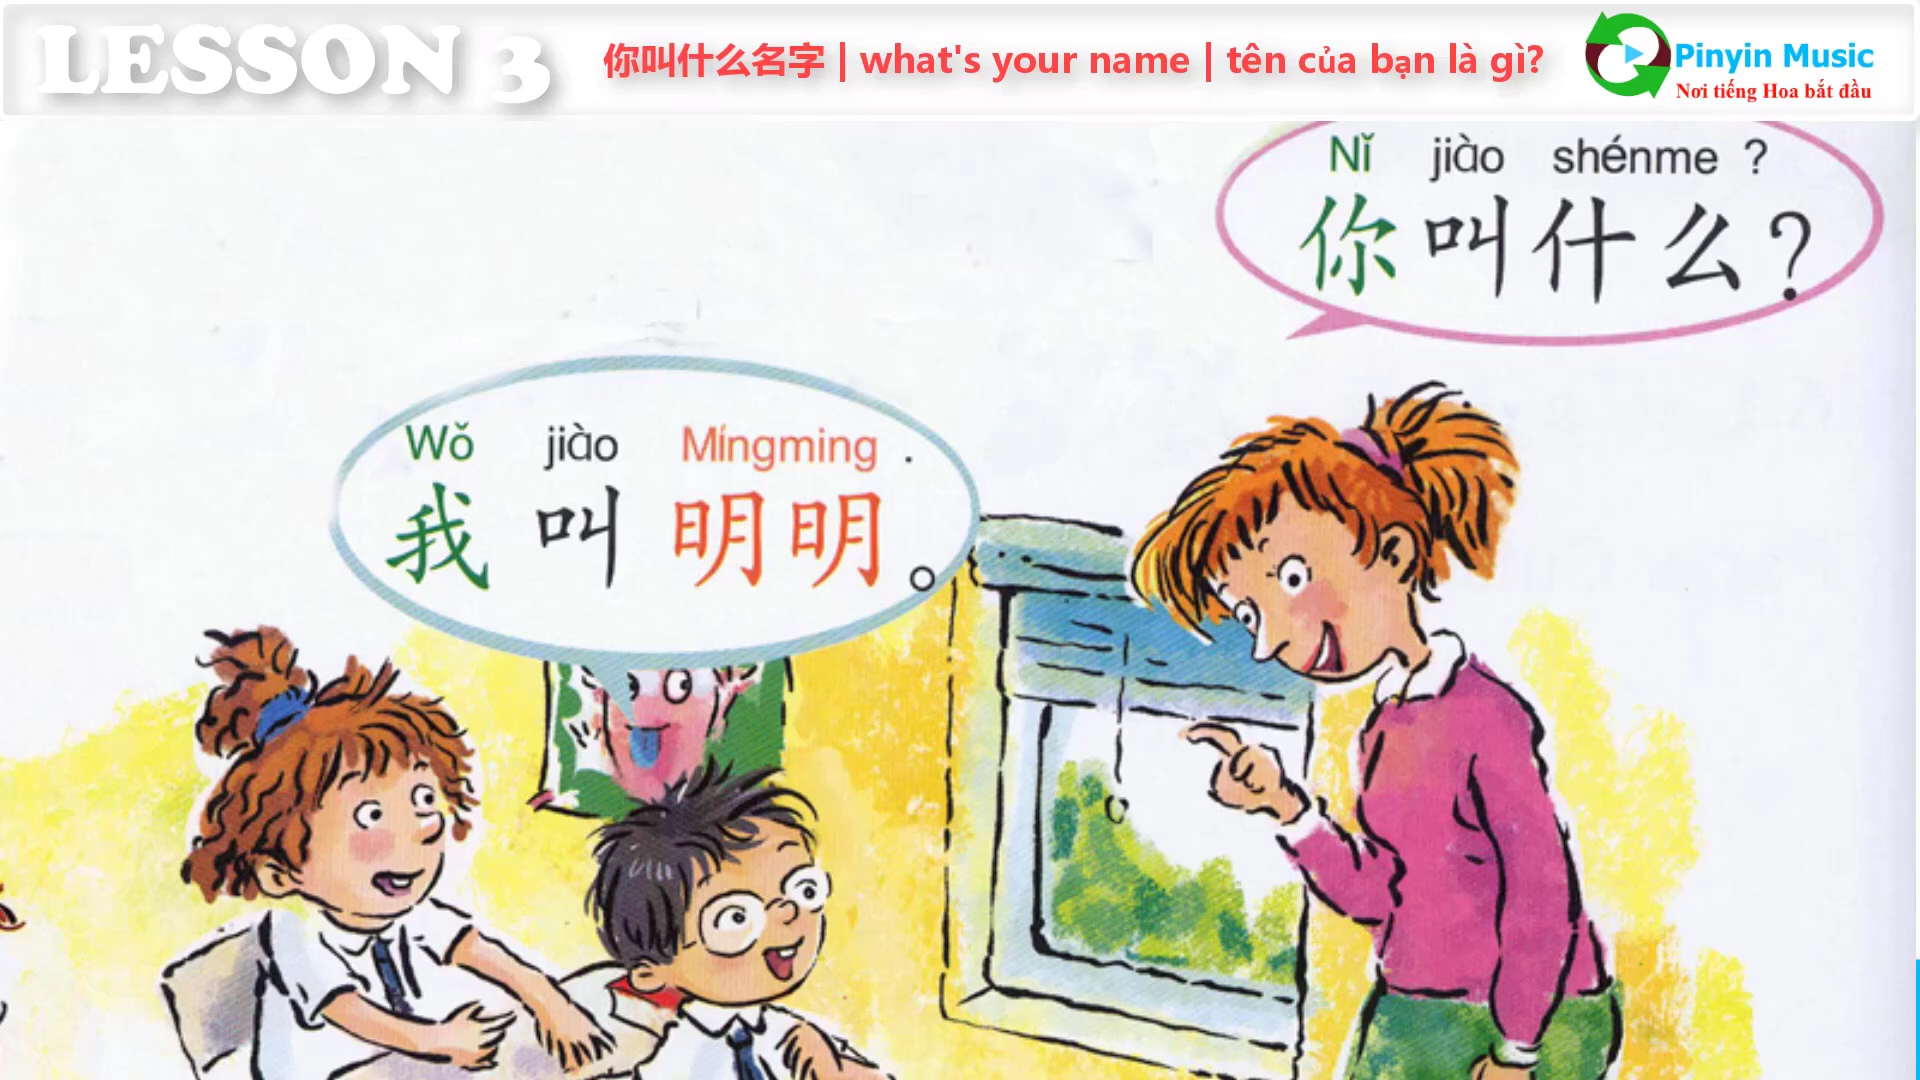 LESSON 3
你叫什么名字 | what's your name | tên của bạn là gì?
Pinyin Music
Nơi tiếng Hoa bắt đầu
Nǐ jiào shénme ?
你叫什么?
Wǒ jiào Míngming .
我叫明明。